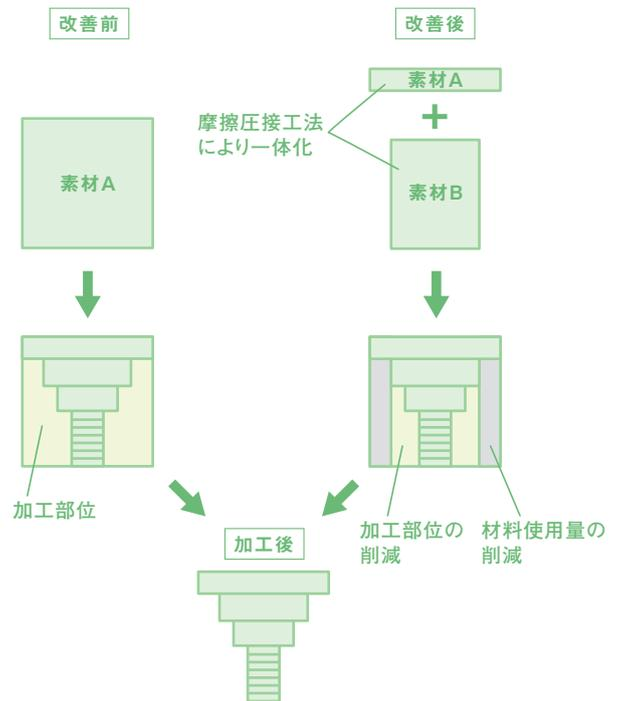 改善前
改善後
素材A
+
摩擦圧接工法
により一体化
素材A
素材B
加工部位
加工部位の
削減
材料使用量の
削減
加工後